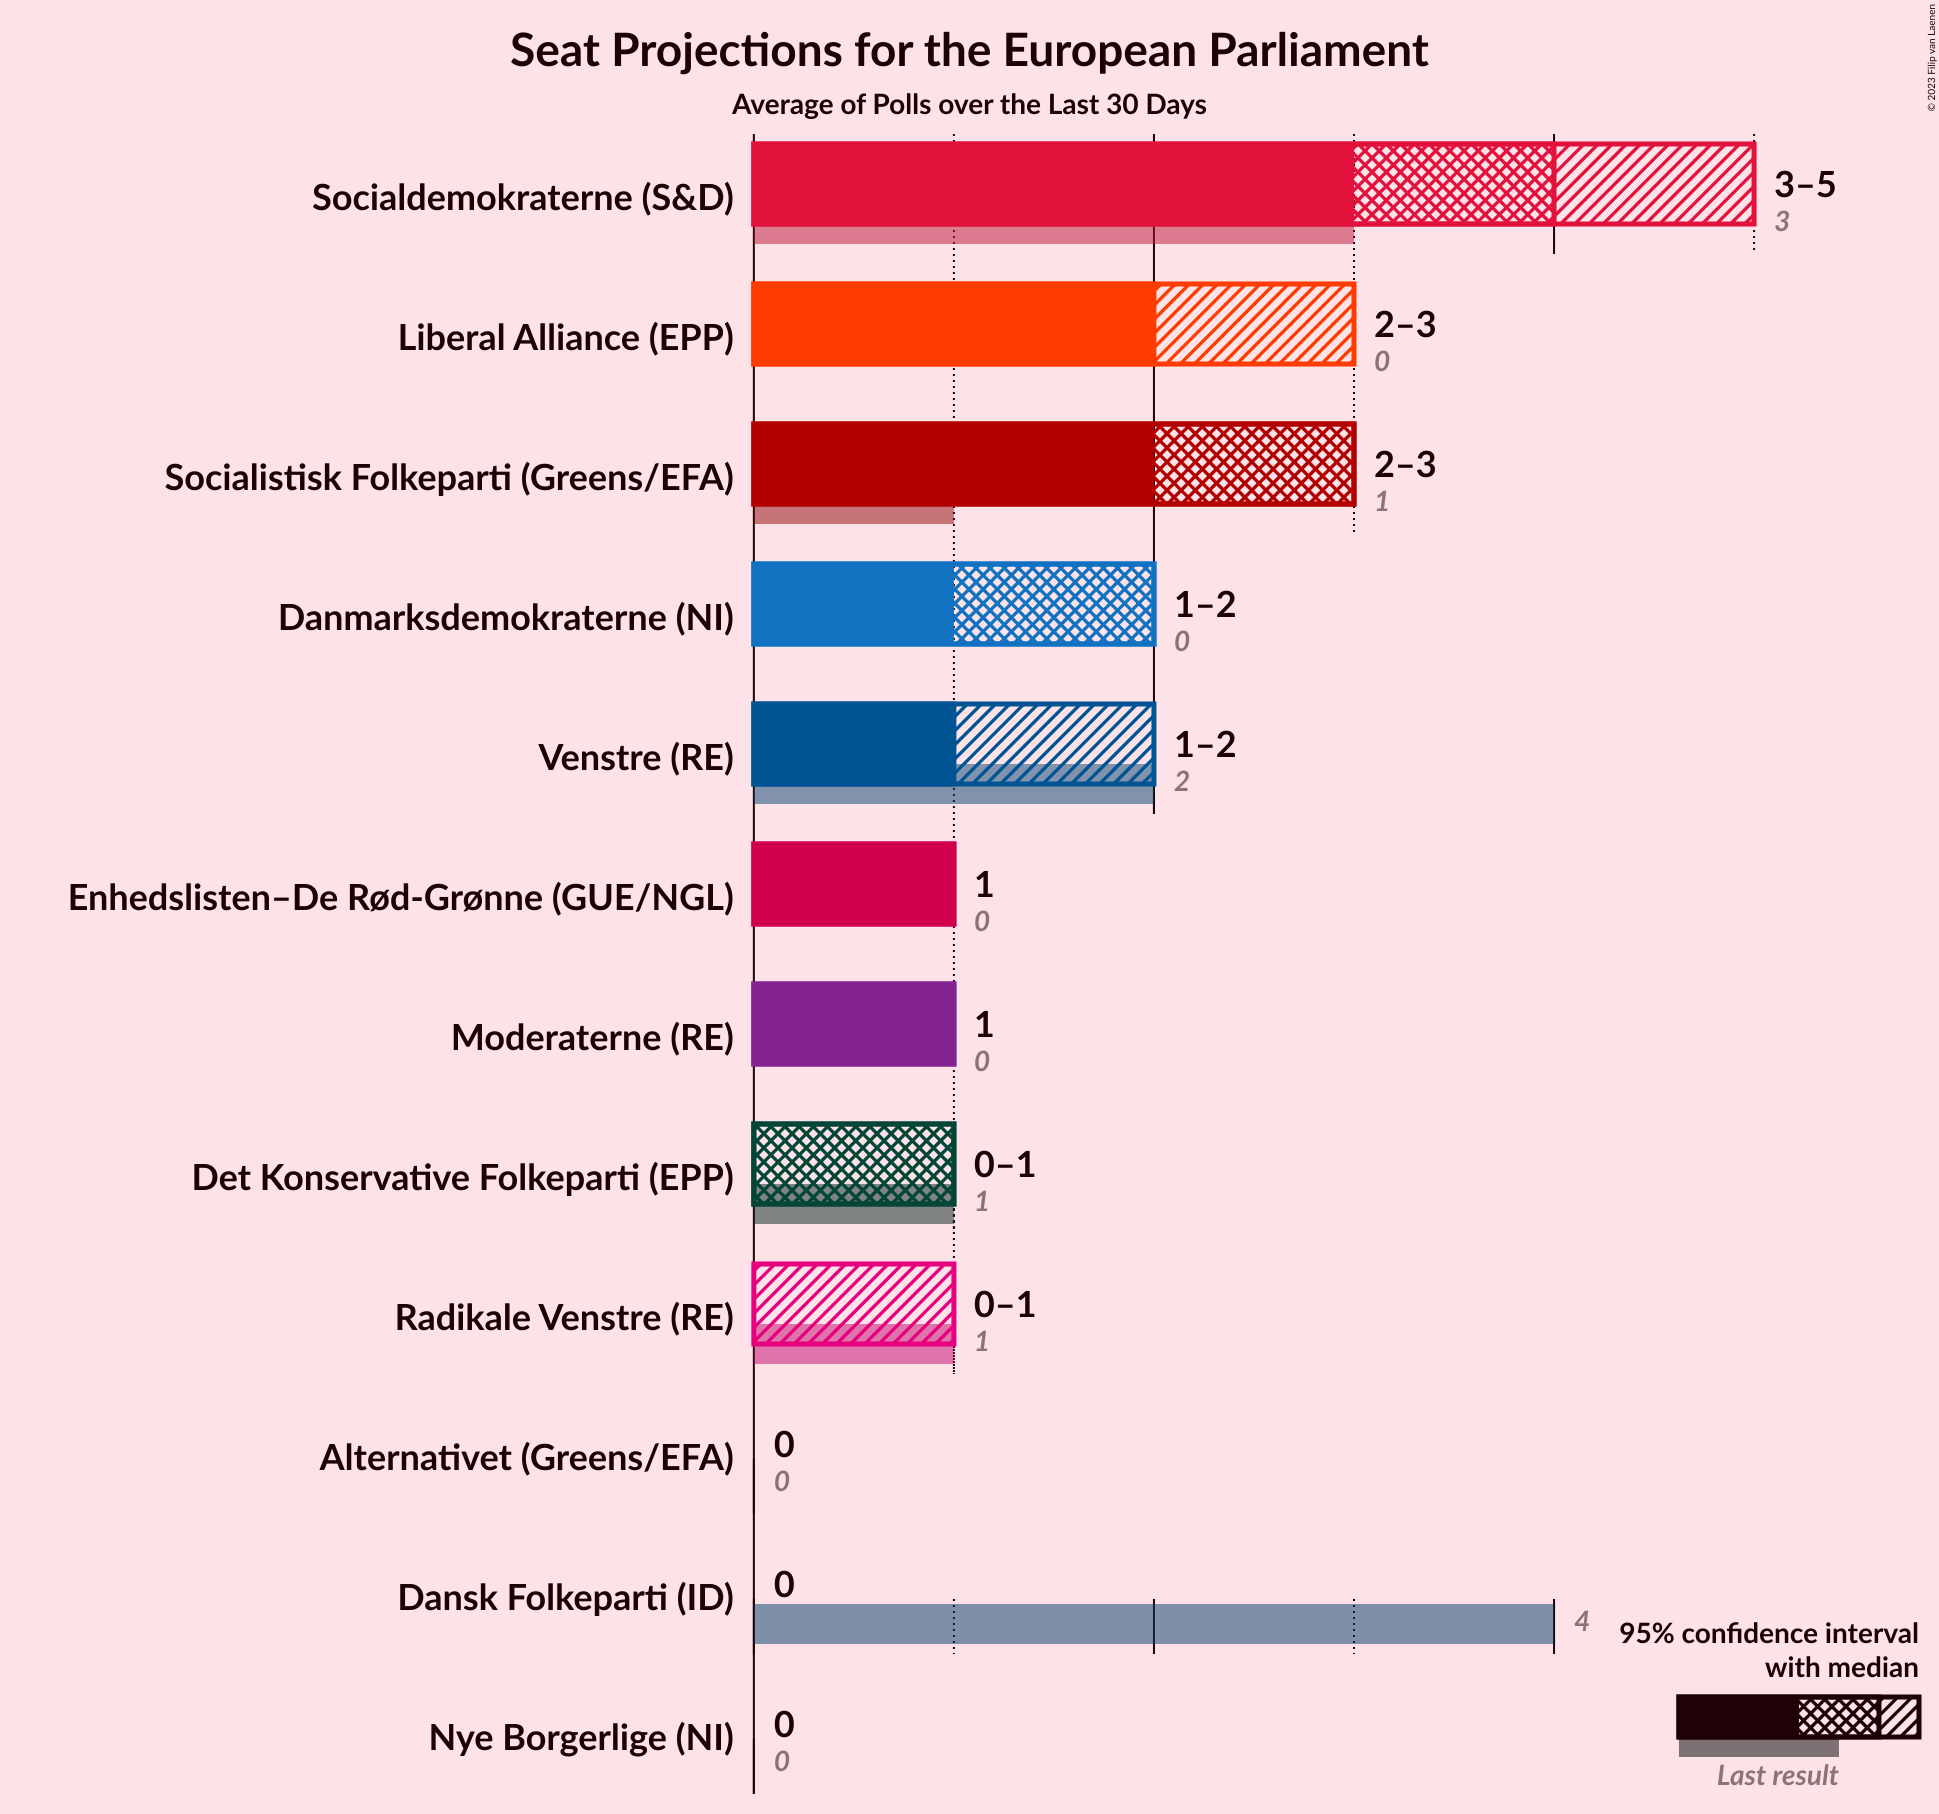 Seat Projections for the European Parliament
Average of Polls over the Last 30 Days
© 2023 Filip van Laenen
Socialdemokraterne (S&D)
3–5
3
Liberal Alliance (EPP)
2–3
0
Socialistisk Folkeparti (Greens/EFA)
2–3
1
Danmarksdemokraterne (NI)
1–2
0
Venstre (RE)
1–2
2
Enhedslisten–De Rød-Grønne (GUE/NGL)
1
0
Moderaterne (RE)
1
0
Det Konservative Folkeparti (EPP)
0–1
1
Radikale Venstre (RE)
0–1
1
Alternativet (Greens/EFA)
0
0
Dansk Folkeparti (ID)
0
4
Nye Borgerlige (NI)
0
0
95% confidence interval
with median
Last result